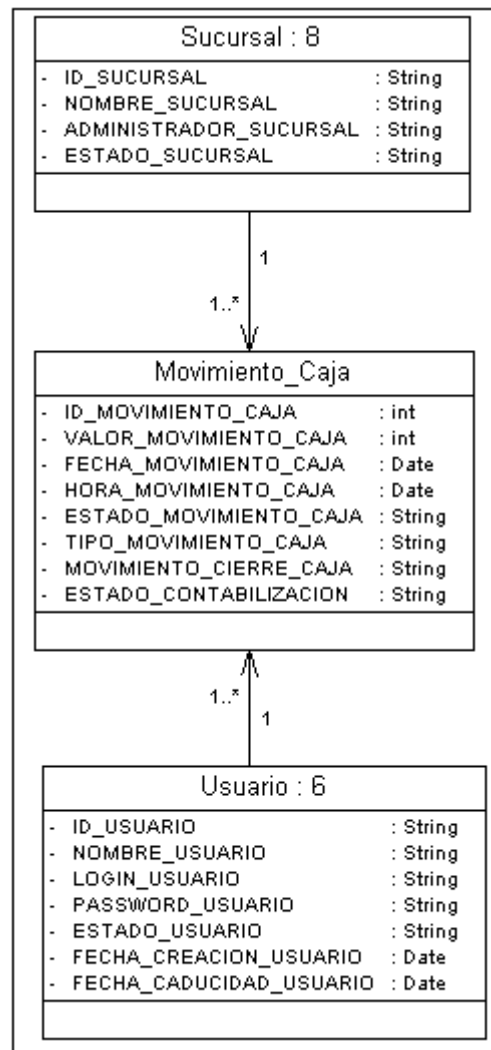 Sucursal : 8
- ID_SUCURSAL : String
- NOMBRE_SUCURSAL : String
- ADMINISTRADOR_SUCURSAL : String
- ESTADO_SUCURSAL : String
1
1..*
Movimiento_Caja
- ID_MOVIMIENTO_CAJA : int
- VALOR_MOVIMIENTO_CAJA : int
- FECHA_MOVIMIENTO_CAJA : Date
- HORA_MOVIMIENTO_CAJA : Date
- ESTADO_MOVIMIENTO_CAJA : String
- TIPO_MOVIMIENTO_CAJA : String
- MOVIMIENTO_CIERRE_CAJA : String
- ESTADO_CONTABILIZACION : String
1..*
1
Usuario : 6
- ID_USUARIO : String
- NOMBRE_USUARIO : String
- LOGIN_USUARIO : String
- PASSWORD_USUARIO : String
- ESTADO_USUARIO : String
- FECHA_CREACION_USUARIO : Date
- FECHA_CADUCIDAD_USUARIO : Date